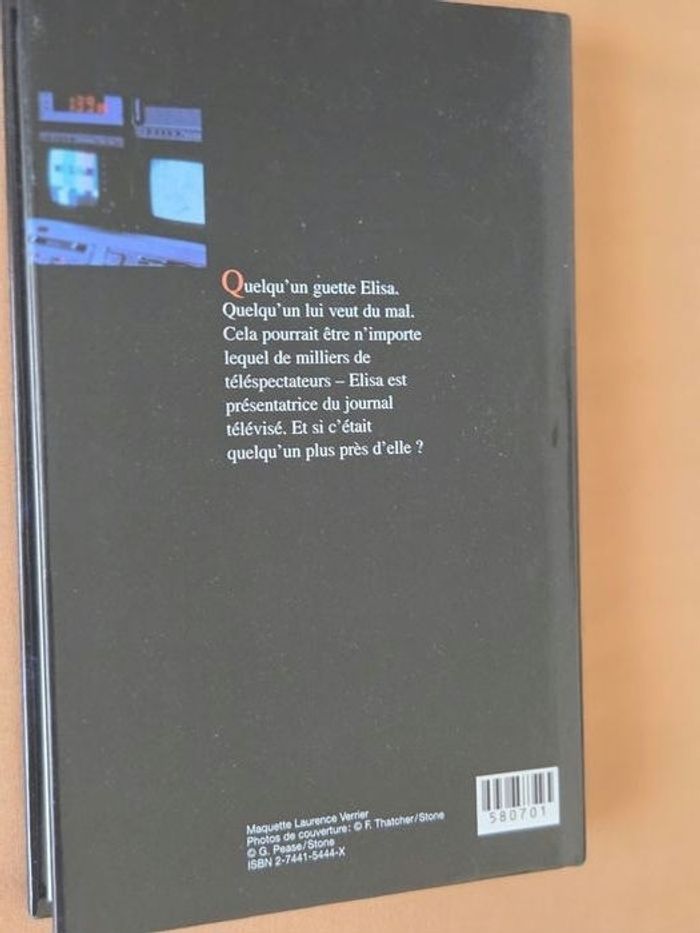 Quelqu'un guette Elisa.
Quelqu'un lui veut du mal.
Cela pourrait être n'importe
lequel de milliers de
téléspectateurs – Elisa est
présentatrice du journal
télévisé. Et si c'était
quelqu'un plus près d'elle ?
Maquette Laurence Verrier
Photos de couverture : © F. Thatcher/Stone
© G. Pease/Stone
ISBN 2-7441-5444-X
580701